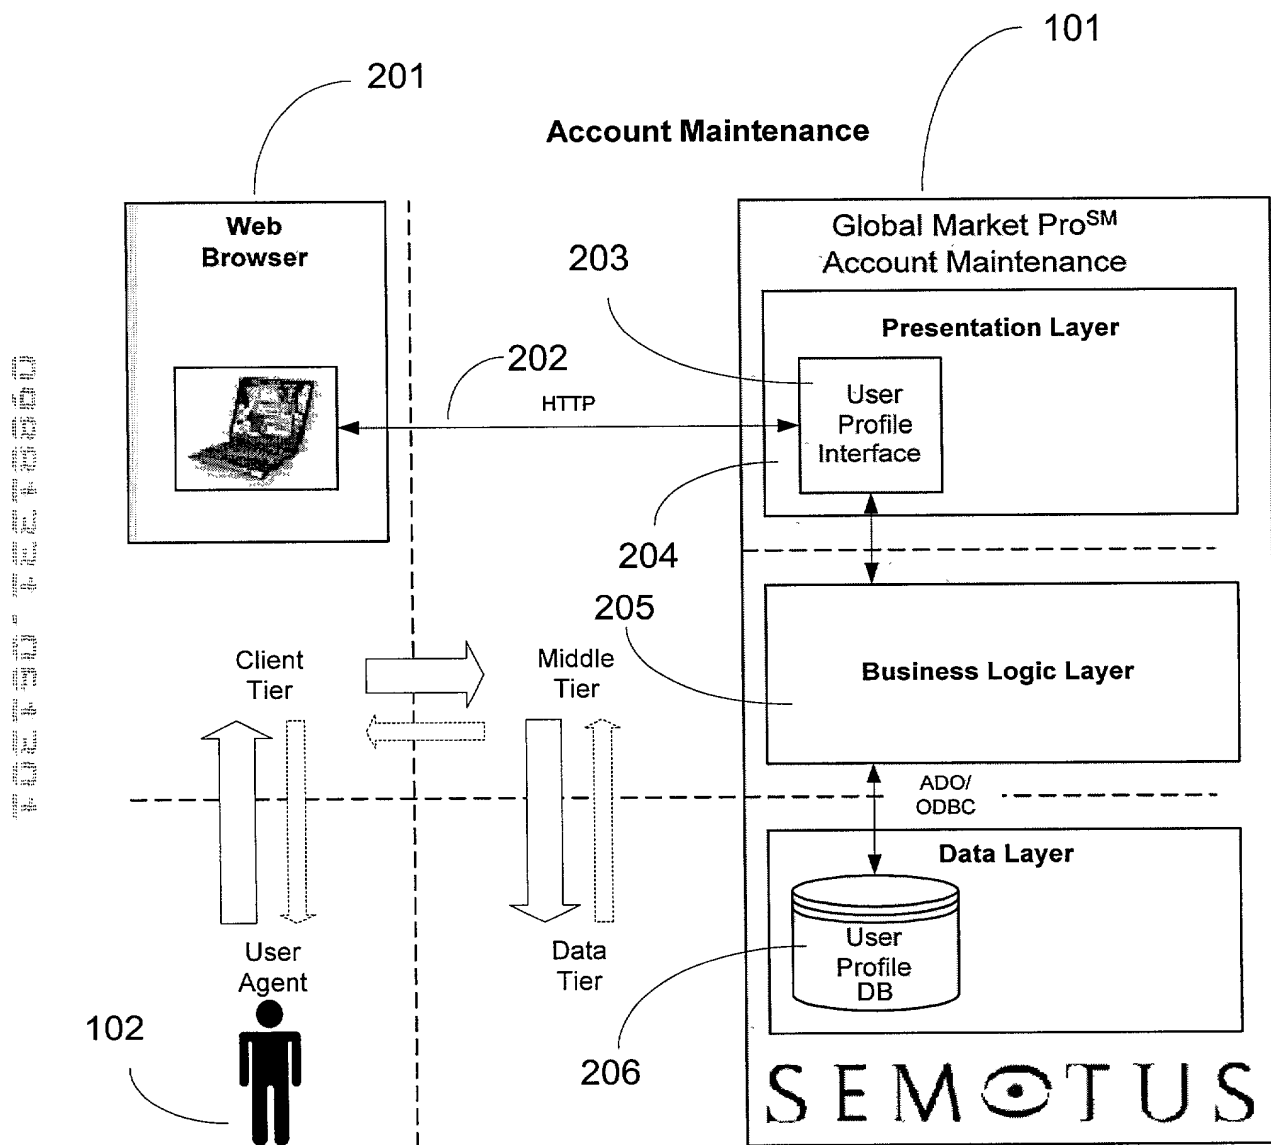 101
201
Account Maintenance
Web
Browser
Global Market Pro℠
Account Maintenance
203
Presentation Layer
202
HTTP
User
Profile
Interface
204
205
Client
Tier
Middle
Tier
Business Logic Layer
ADO/
ODBC
Data Layer
User
Agent
Data
Tier
User
Profile
DB
102
206
SEMOTUS